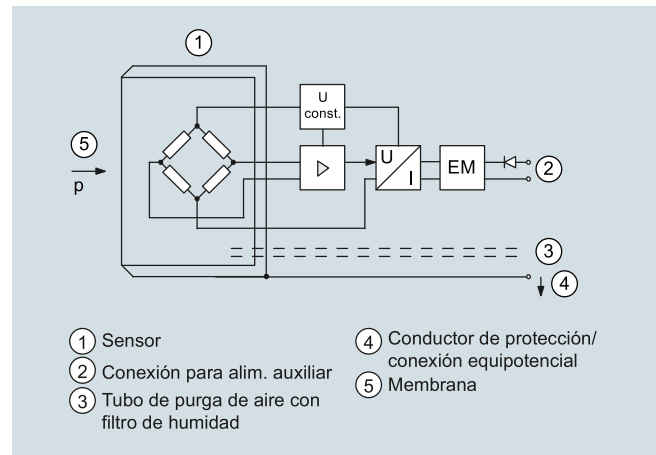 1
U
const.
5
p
U
I
EM
2
3
4
1 Sensor
2 Conexión para alim. auxiliar
3 Tubo de purga de aire con
filtro de humidad
4 Conductor de protección/
conexión equipotencial
5 Membrana